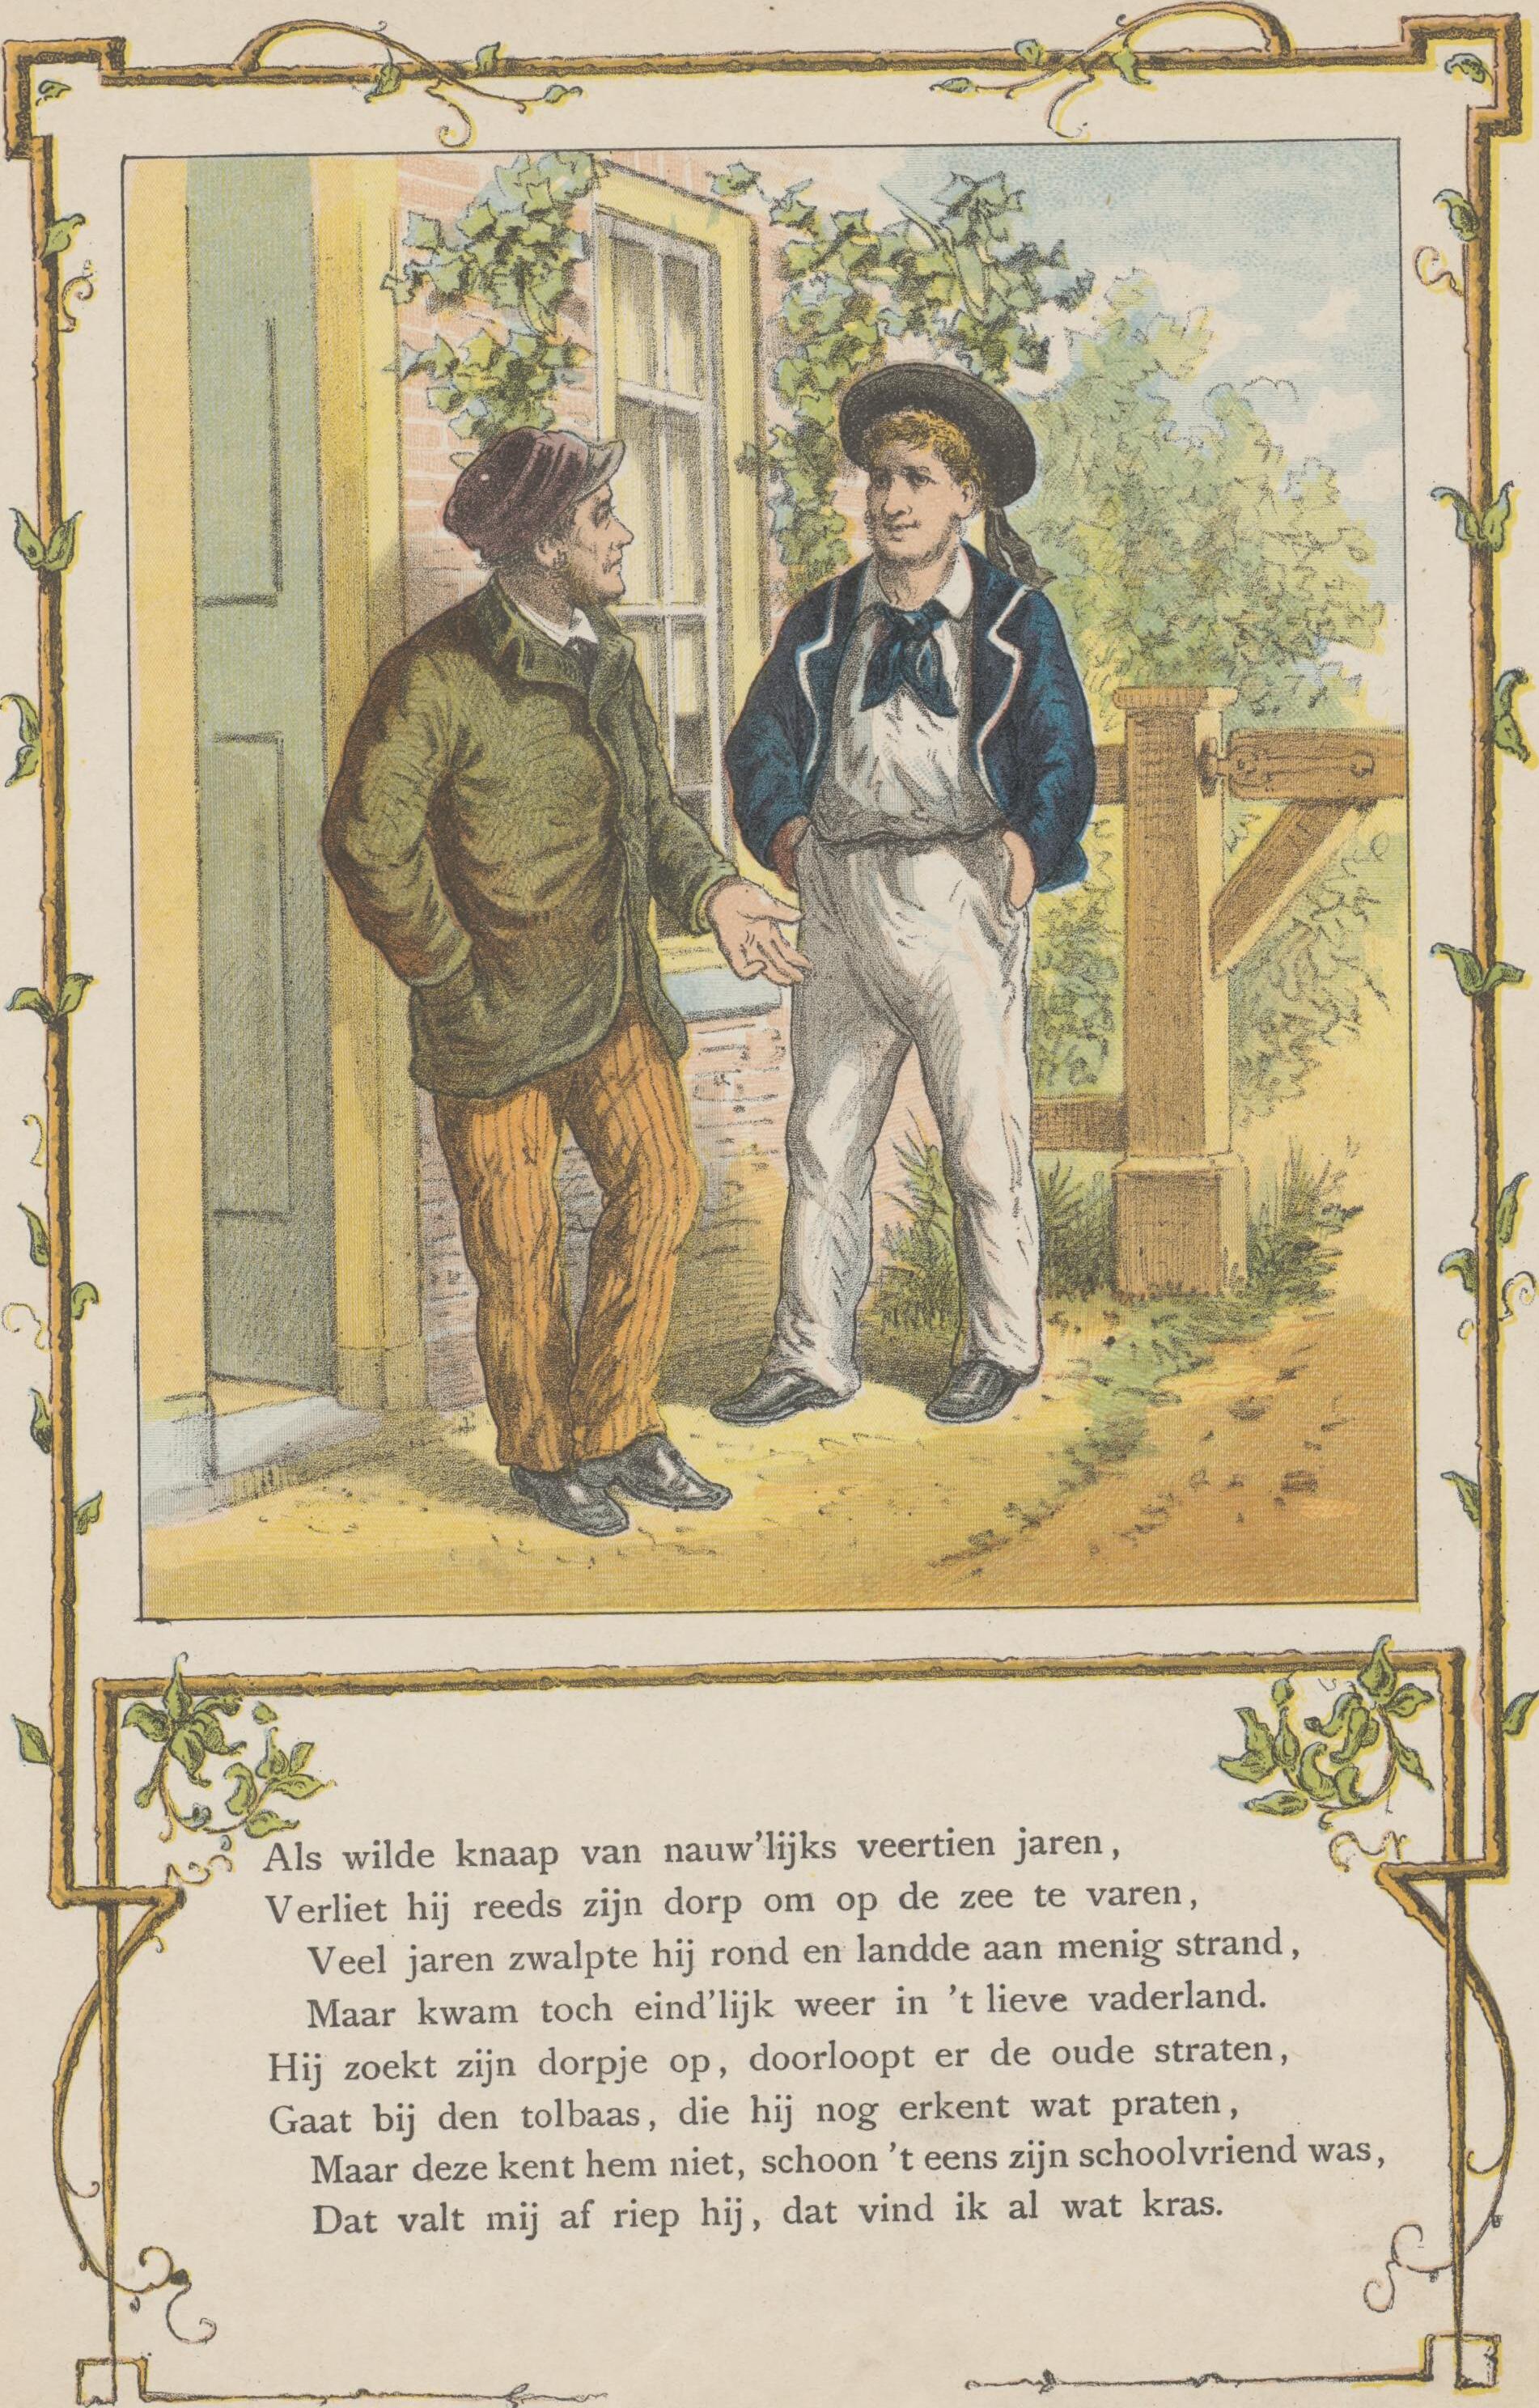 Als wilde knaap van nauw'lijks veertien jaren,
Verliet hij reeds zijn dorp om op de zee te varen,
Veel jaren zwalpte hij rond en landde aan menig strand,
Maar kwam toch eind'lijk weer in 't lieve vaderland.
Hij zoekt zijn dorpje op, doorloopt er de oude straten,
Gaat bij den tolbaas, die hij nog erkent wat praten,
Maar deze kent hem niet, schoon 't eens zijn schoolvriend was,
Dat valt mij af riep hij, dat vind ik al wat kras.